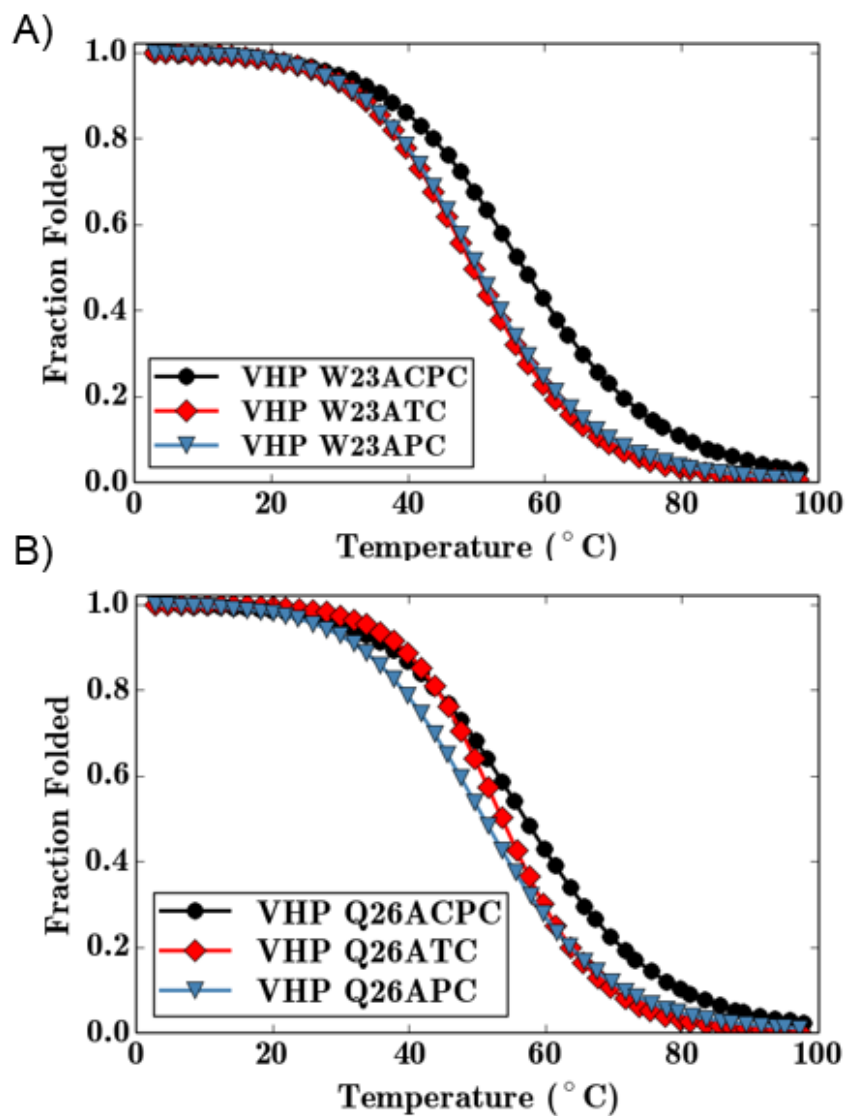 A)
1.0
0.8
0.6
0.4
0.2
0.0
Fraction Folded
VHP W23ACPC
VHP W23ATC
VHP W23APC
0 20 40 60 80 100
Temperature (°C)
B)
1.0
0.8
0.6
0.4
0.2
0.0
Fraction Folded
VHP Q26ACPC
VHP Q26ATC
VHP Q26APC
0 20 40 60 80 100
Temperature (°C)